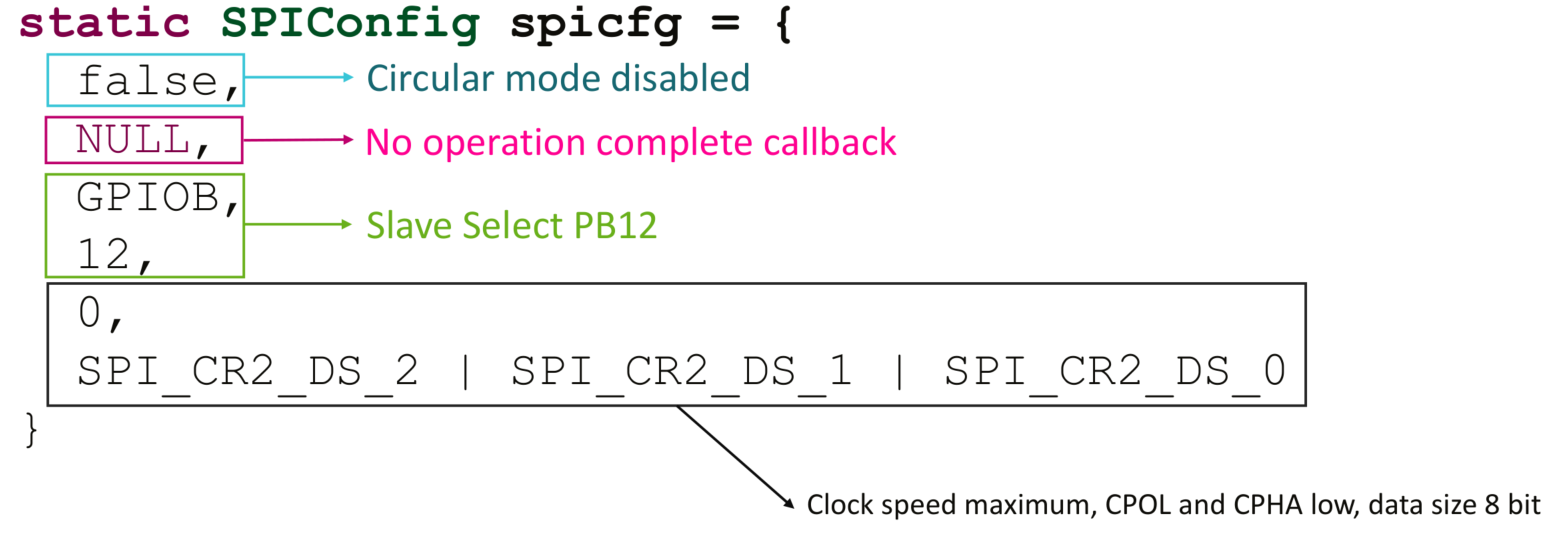 static SPIConfig spicfg = {
false,
Circular mode disabled
NULL,
No operation complete callback
GPIOB,
12,
Slave Select PB12
0,
SPI_CR2_DS_2 | SPI_CR2_DS_1 | SPI_CR2_DS_0
}
Clock speed maximum, CPOL and CPHA low, data size 8 bit